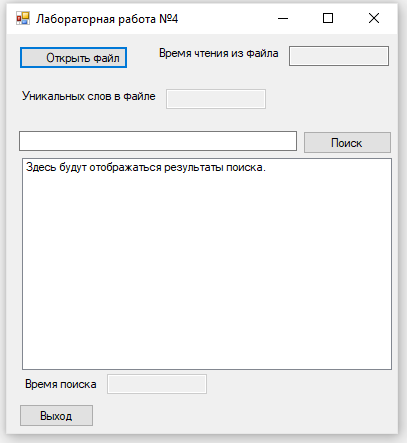 Лабораторная работа №4
Открыть файл
Время чтения из файла
Уникальных слов в файле
Поиск
Здесь будут отображаться результаты поиска.
Время поиска
Выход